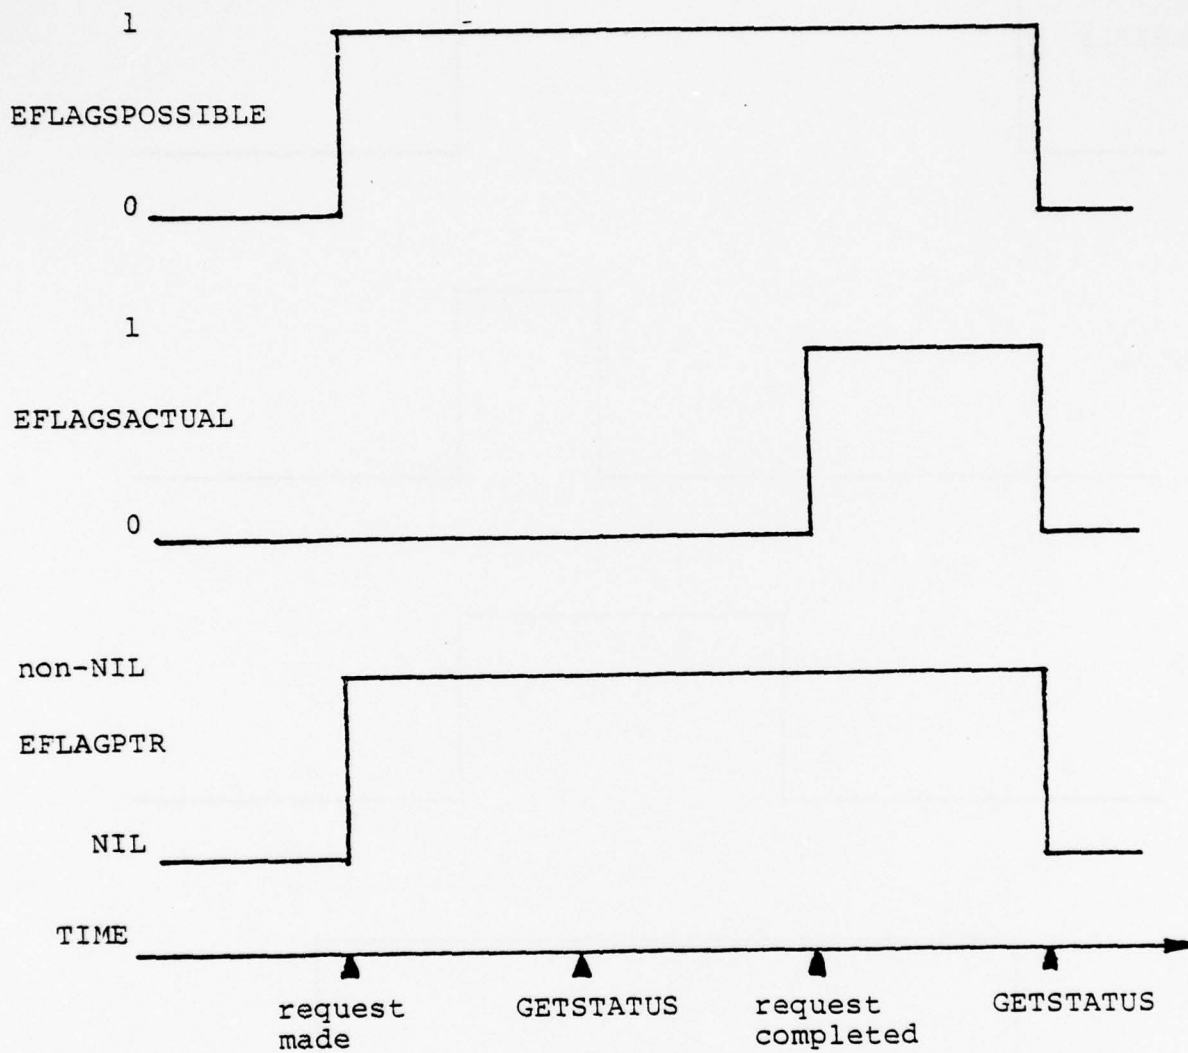 1
EFLAGSPOSSIBLE
0
1
EFLAGSACTUAL
0
non-NIL
EFLAGPTR
NIL
TIME
request made
GETSTATUS
request completed
GETSTATUS